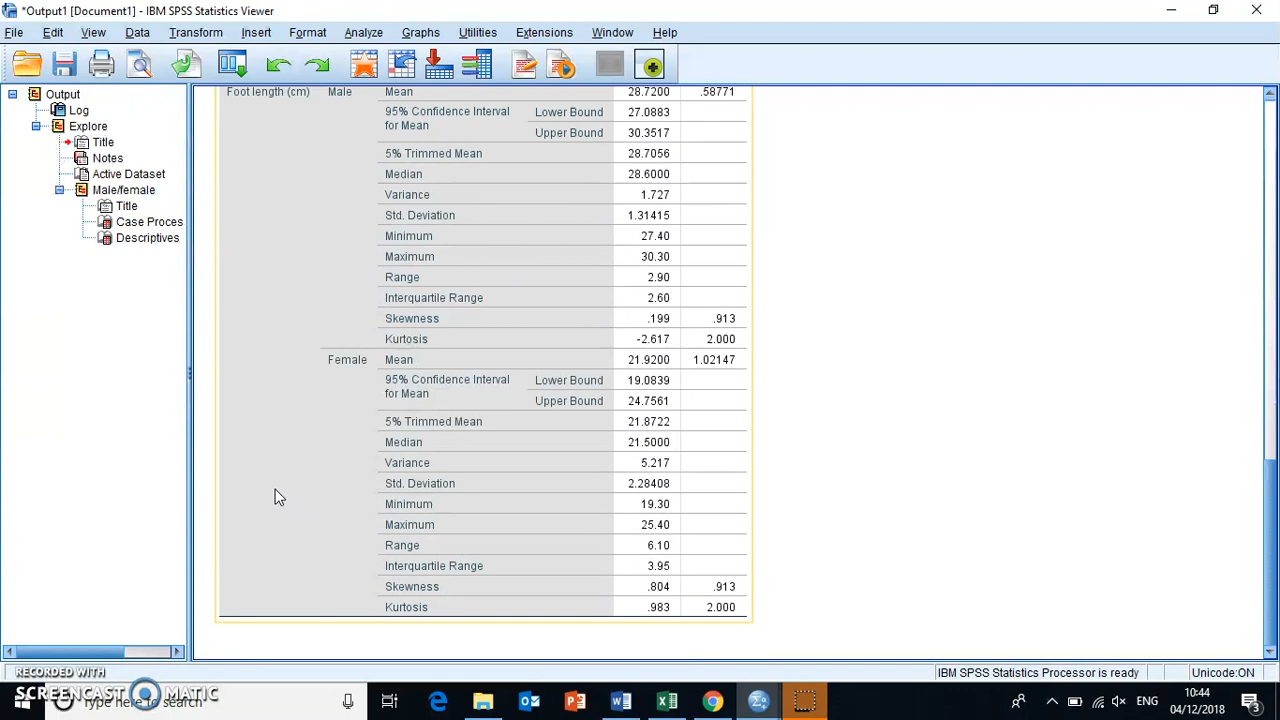 *Output1 [Document1] - IBM SPSS Statistics Viewer
File Edit View Data Transform Insert Format Analyze Graphs Utilities Extensions Window Help
Output
Log
Explore
Title
Notes
Active Dataset
Male/female
Title
Case Proces
Descriptives
Foot length (cm) Male Mean 28.7200 .58771
95% Confidence Interval for Mean Lower Bound 27.0883
Upper Bound 30.3517
5% Trimmed Mean 28.7056
Median 28.6000
Variance 1.727
Std. Deviation 1.31415
Minimum 27.40
Maximum 30.30
Range 2.90
Interquartile Range 2.60
Skewness .199 .913
Kurtosis -2.617 2.000
Female Mean 21.9200 1.02147
95% Confidence Interval for Mean Lower Bound 19.0839
Upper Bound 24.7561
5% Trimmed Mean 21.8722
Median 21.5000
Variance 5.217
Std. Deviation 2.28408
Minimum 19.30
Maximum 25.40
Range 6.10
Interquartile Range 3.95
Skewness .804 .913
Kurtosis .983 2.000
IBM SPSS Statistics Processor is ready Unicode:ON
RECORDED WITH
SCREENCAST MATIC
Type here to search
ENG 10:44
04/12/2018 3